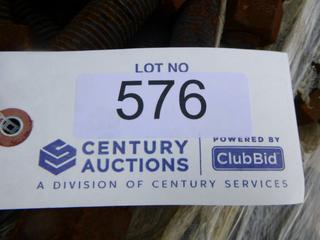 LOT NO
576
CENTURY
AUCTIONS
POWERED BY
ClubBid
A DIVISION OF CENTURY SERVICES